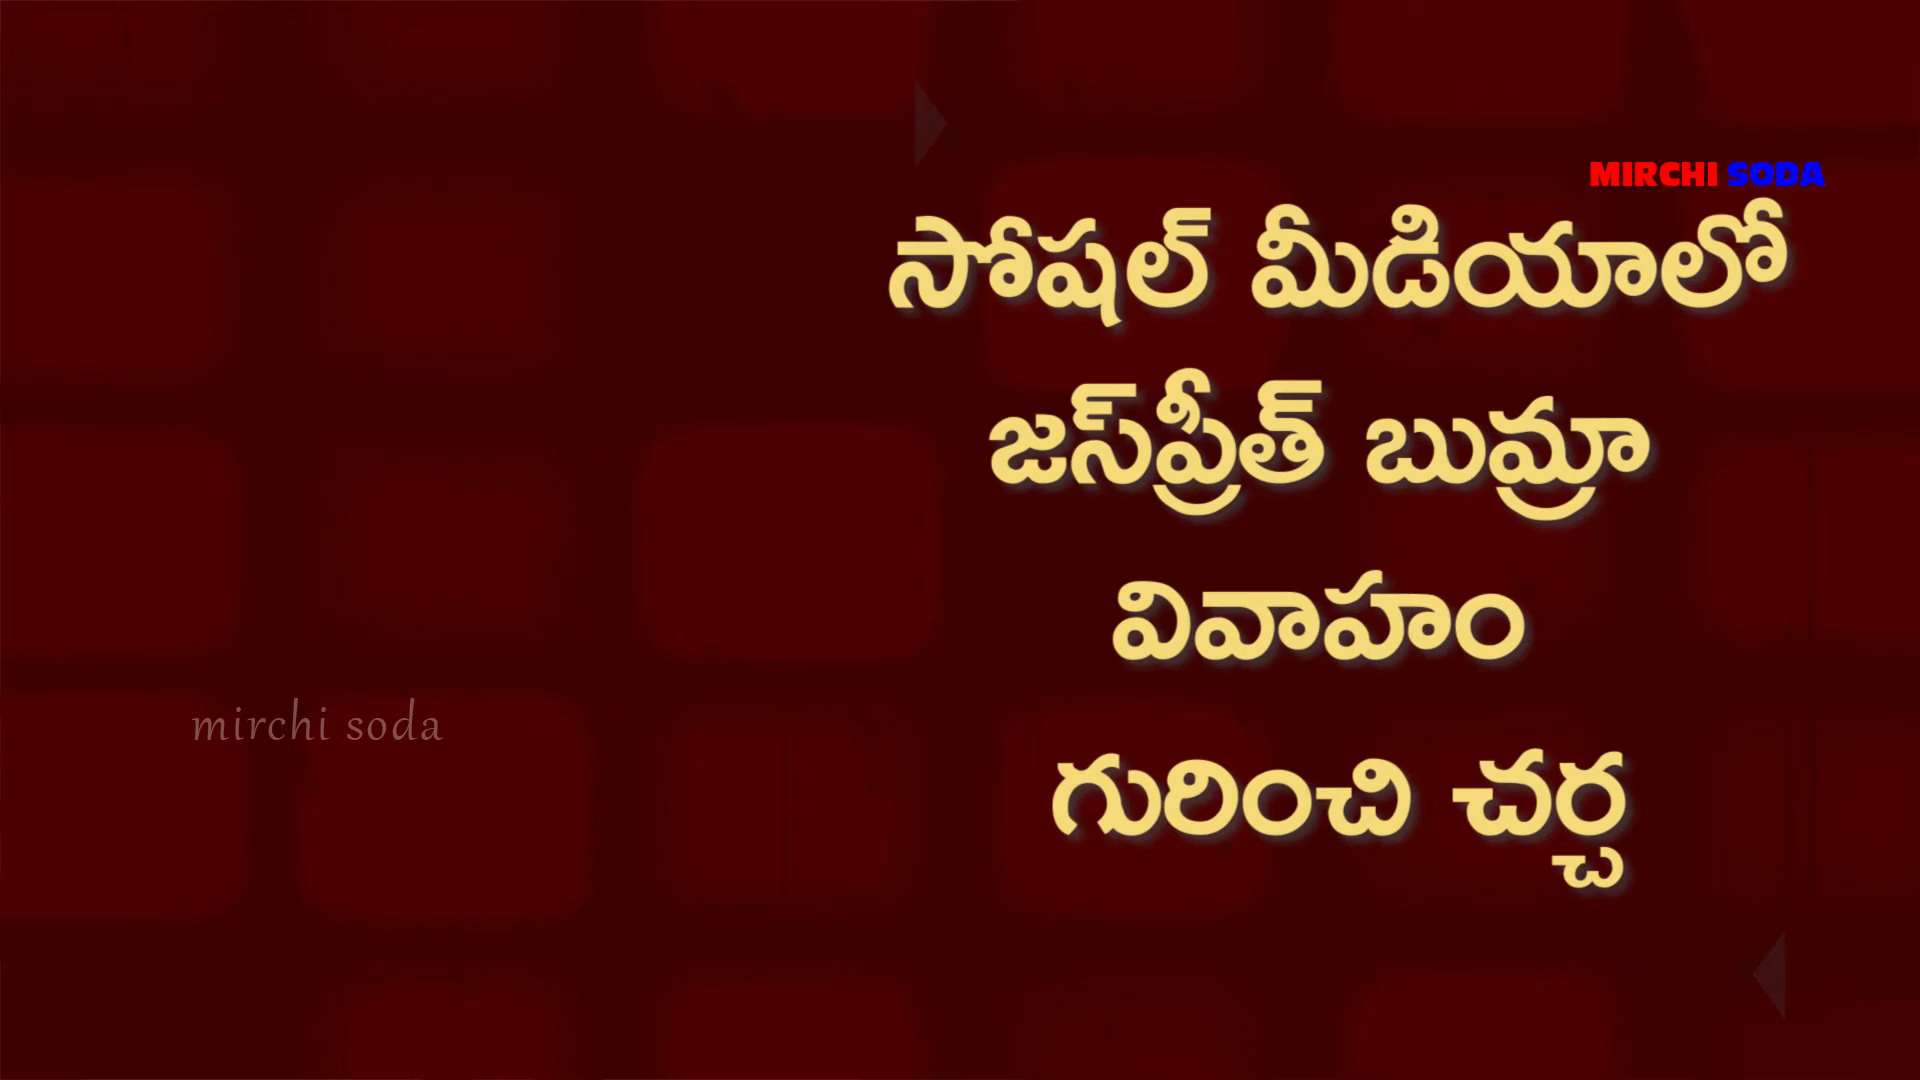 MIRCHI SODA
సోషల్ మీడియాలో
జస్‌ప్రీత్ బుమ్రా
వివాహం
గురించి చర్చ
mirchi soda